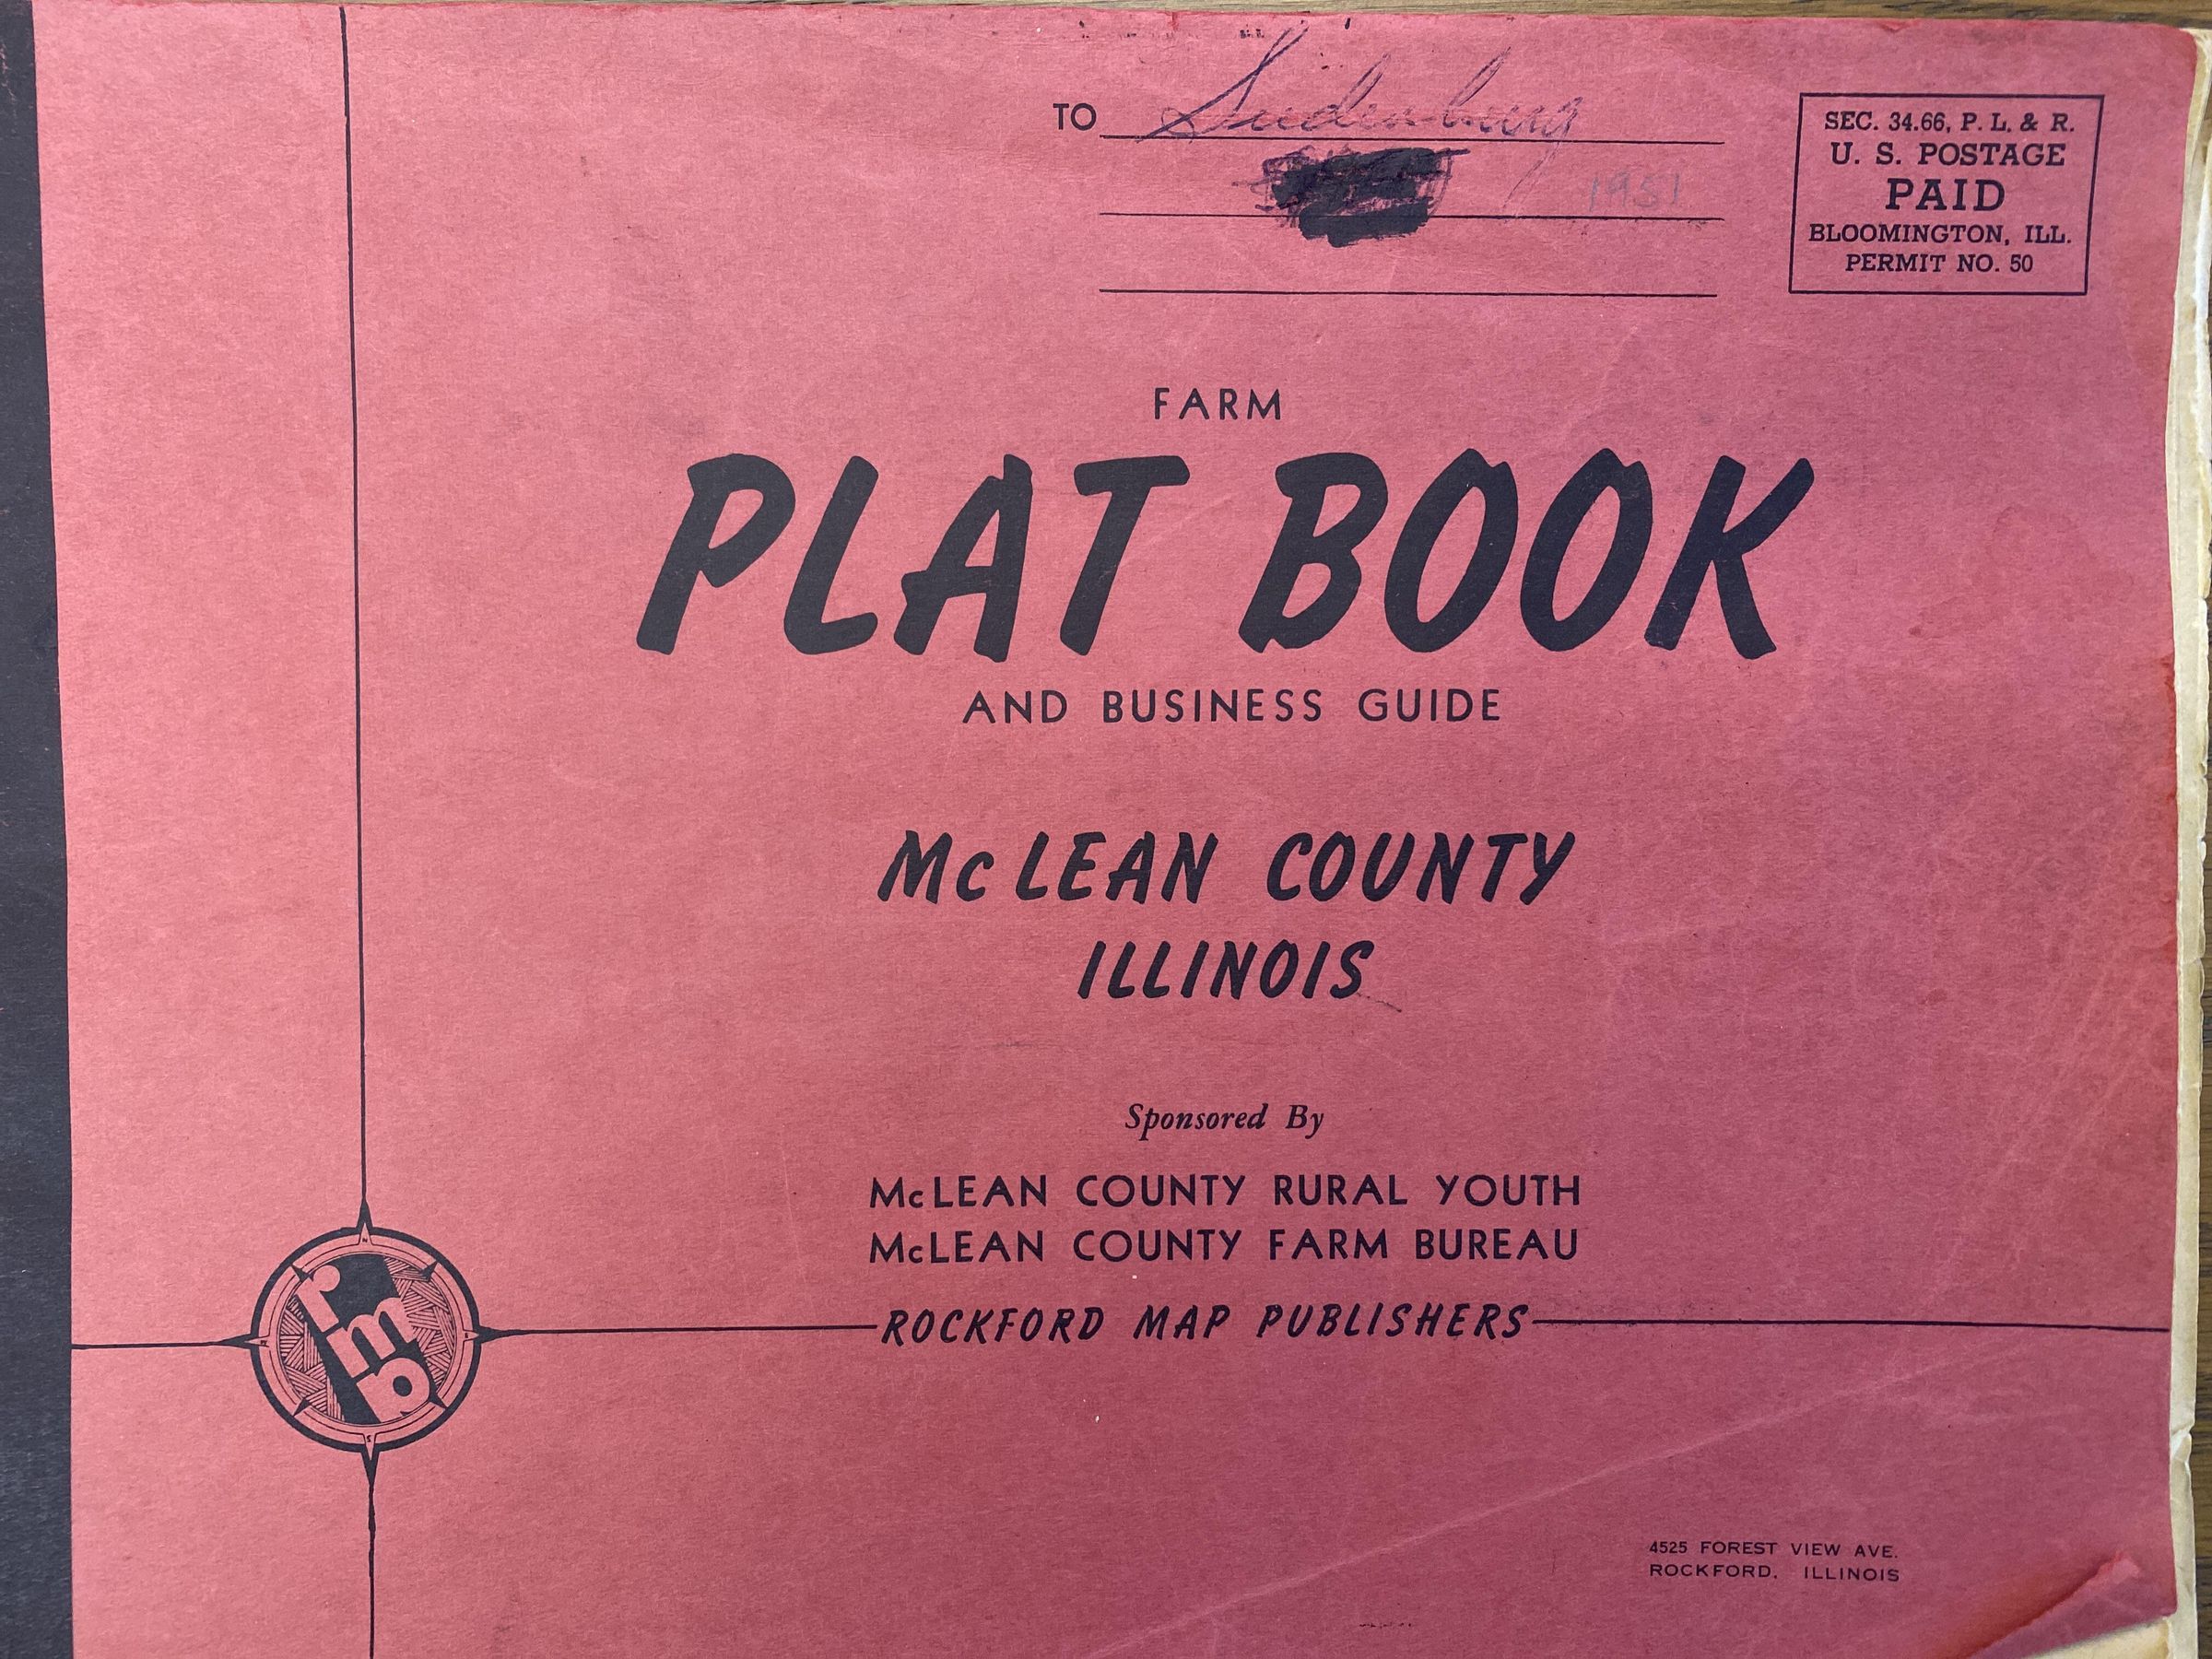 TO Sudenburg
1951
SEC. 34.66, P. L. & R.
U. S. POSTAGE
PAID
BLOOMINGTON, ILL.
PERMIT NO. 50
FARM
PLAT BOOK
AND BUSINESS GUIDE
McLEAN COUNTY
ILLINOIS
Sponsored By
McLEAN COUNTY RURAL YOUTH
McLEAN COUNTY FARM BUREAU
ROCKFORD MAP PUBLISHERS
N
rmp
S
4525 FOREST VIEW AVE.
ROCKFORD, ILLINOIS